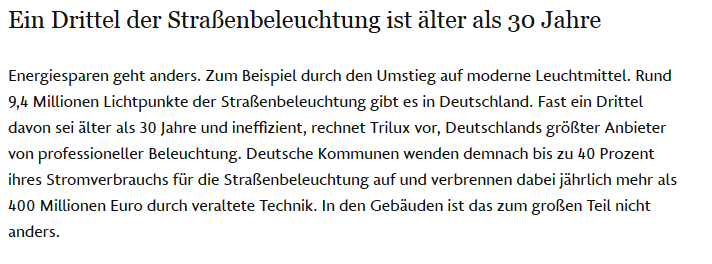 Ein Drittel der Straßenbeleuchtung ist älter als 30 Jahre
Energiesparen geht anders. Zum Beispiel durch den Umstieg auf moderne Leuchtmittel. Rund
9,4 Millionen Lichtpunkte der Straßenbeleuchtung gibt es in Deutschland. Fast ein Drittel
davon sei älter als 30 Jahre und ineffizient, rechnet Trilux vor, Deutschlands größter Anbieter
von professioneller Beleuchtung. Deutsche Kommunen wenden demnach bis zu 40 Prozent
ihres Stromverbrauchs für die Straßenbeleuchtung auf und verbrennen dabei jährlich mehr als
400 Millionen Euro durch veraltete Technik. In den Gebäuden ist das zum großen Teil nicht
anders.